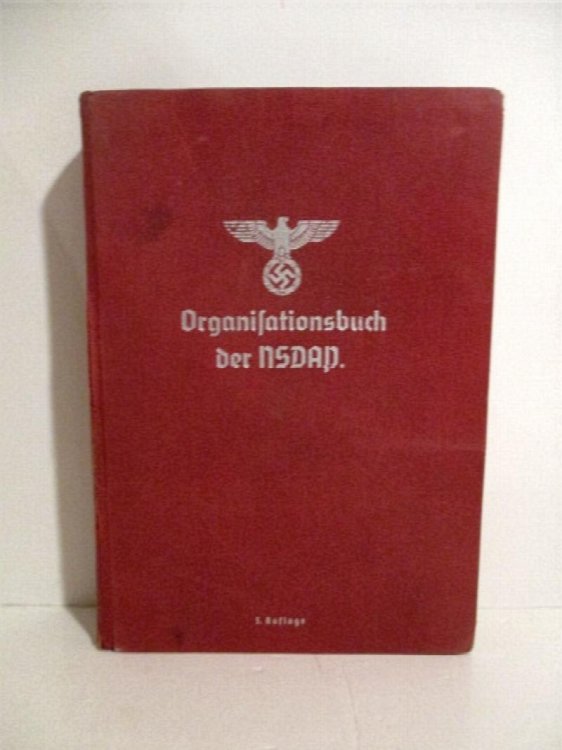 Organiſationsbuch
der NSDAP.
5. Auflage